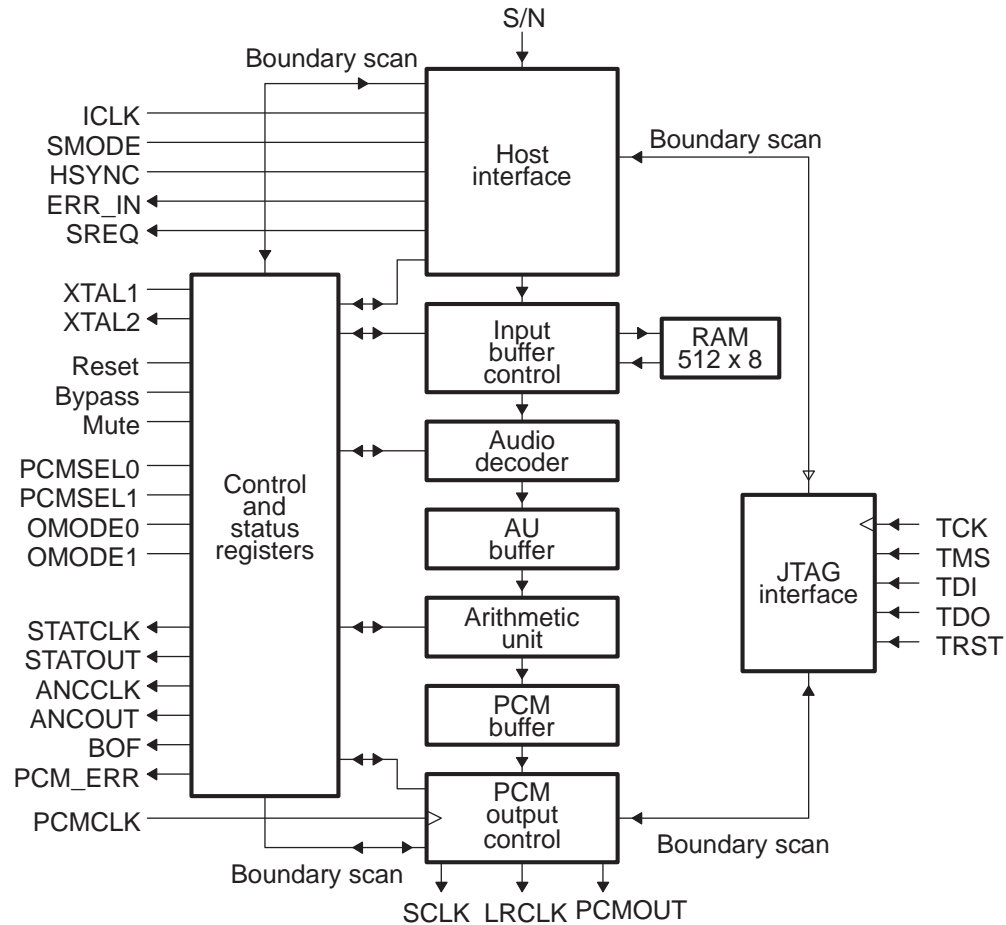 S/N
Boundary scan
ICLK
SMODE
HSYNC
ERR_IN
SREQ
Host
interface
Boundary scan
XTAL1
XTAL2
Reset
Bypass
Mute
PCMSEL0
PCMSEL1
OMODE0
OMODE1
STATCLK
STATOUT
ANCCLK
ANCOUT
BOF
PCM_ERR
PCMCLK
Control
and
status
registers
Input
buffer
control
RAM
512 x 8
Audio
decoder
AU
buffer
Arithmetic
unit
PCM
buffer
PCM
output
control
JTAG
interface
TCK
TMS
TDI
TDO
TRST
Boundary scan
Boundary scan
SCLK
LRCLK
PCMOUT